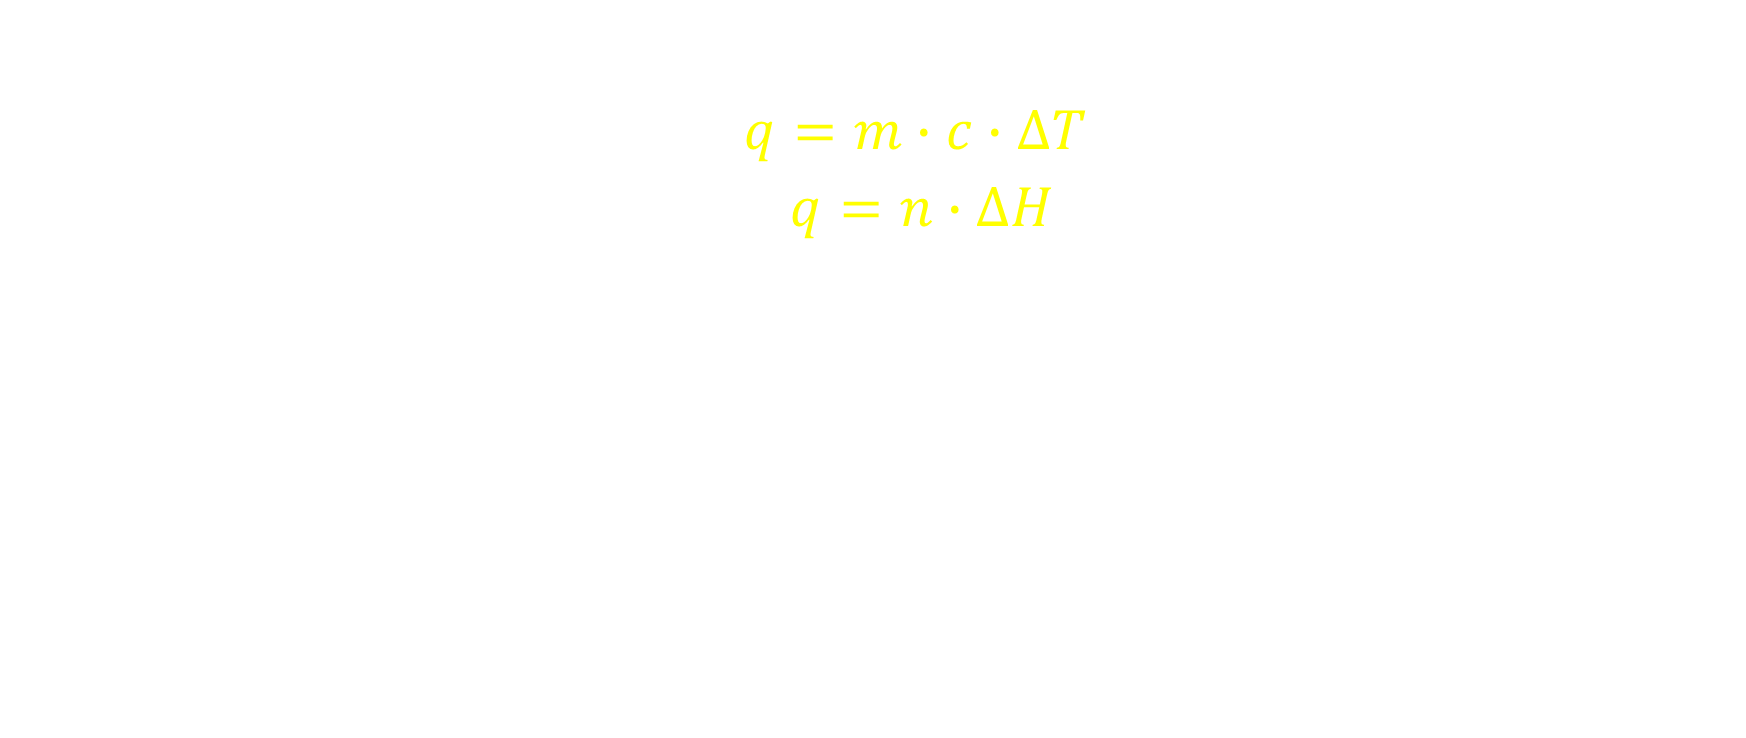 q = m · c · ΔT
q = n · ΔH